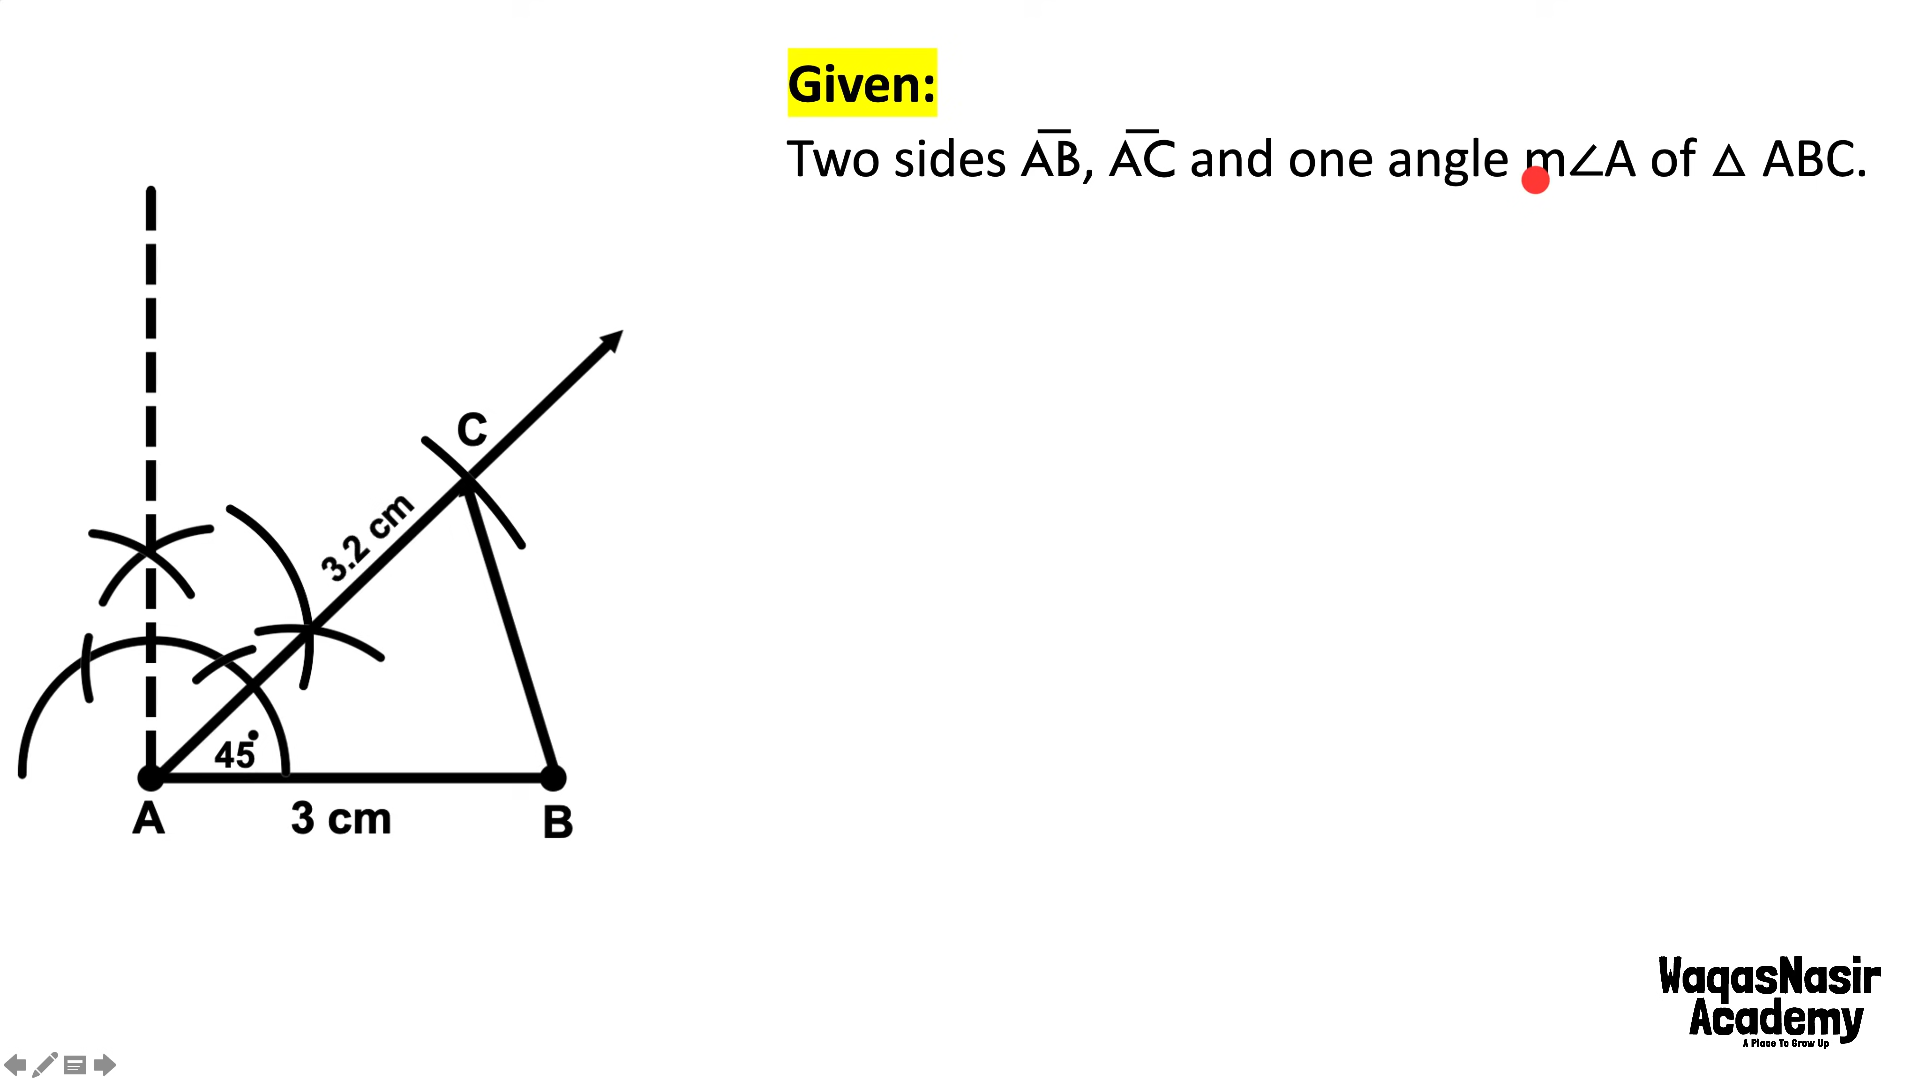 Given:
Two sides A̅B̅, A̅C̅ and one angle m∠A of △ ABC.
C
3.2 cm
45°
A
3 cm
B
WaqasNasir
Academy
A Place To Grow Up